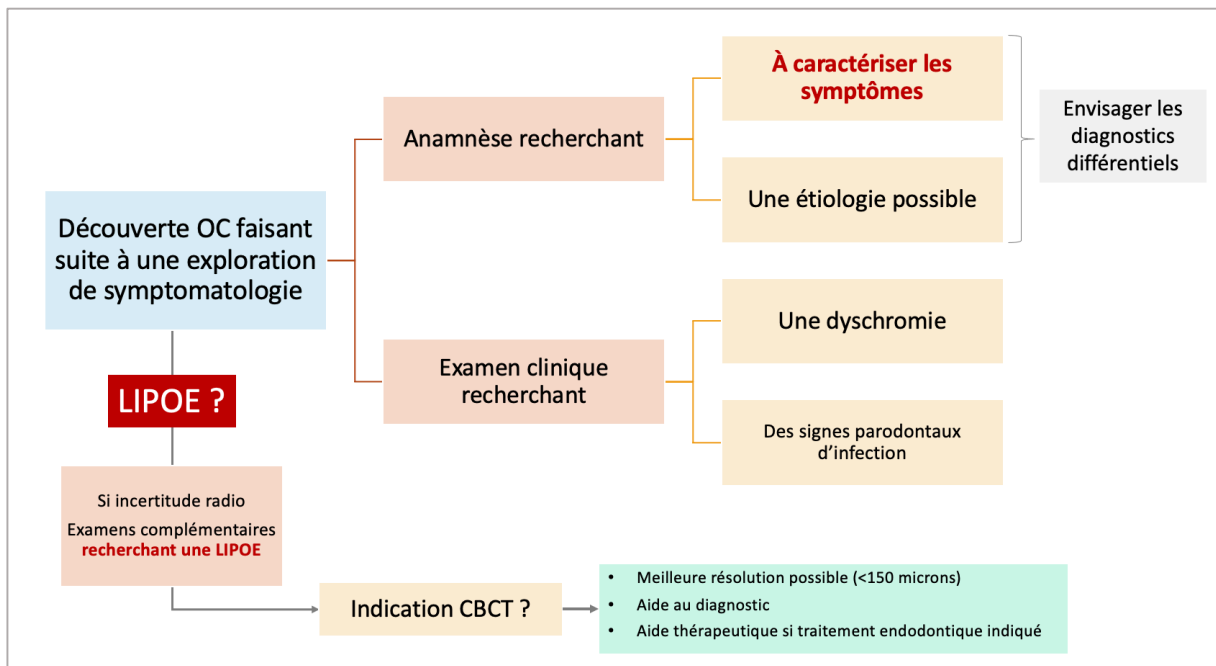 Découverte OC faisant
suite à une exploration
de symptomatologie
Anamnèse recherchant
À caractériser les
symptômes
Une étiologie possible
Envisager les
diagnostics
différentiels
Examen clinique
recherchant
Une dyschromie
Des signes parodontaux
d’infection
LIPOE ?
Si incertitude radio
Examens complémentaires
recherchant une LIPOE
Indication CBCT ?
• Meilleure résolution possible (<150 microns)
• Aide au diagnostic
• Aide thérapeutique si traitement endodontique indiqué